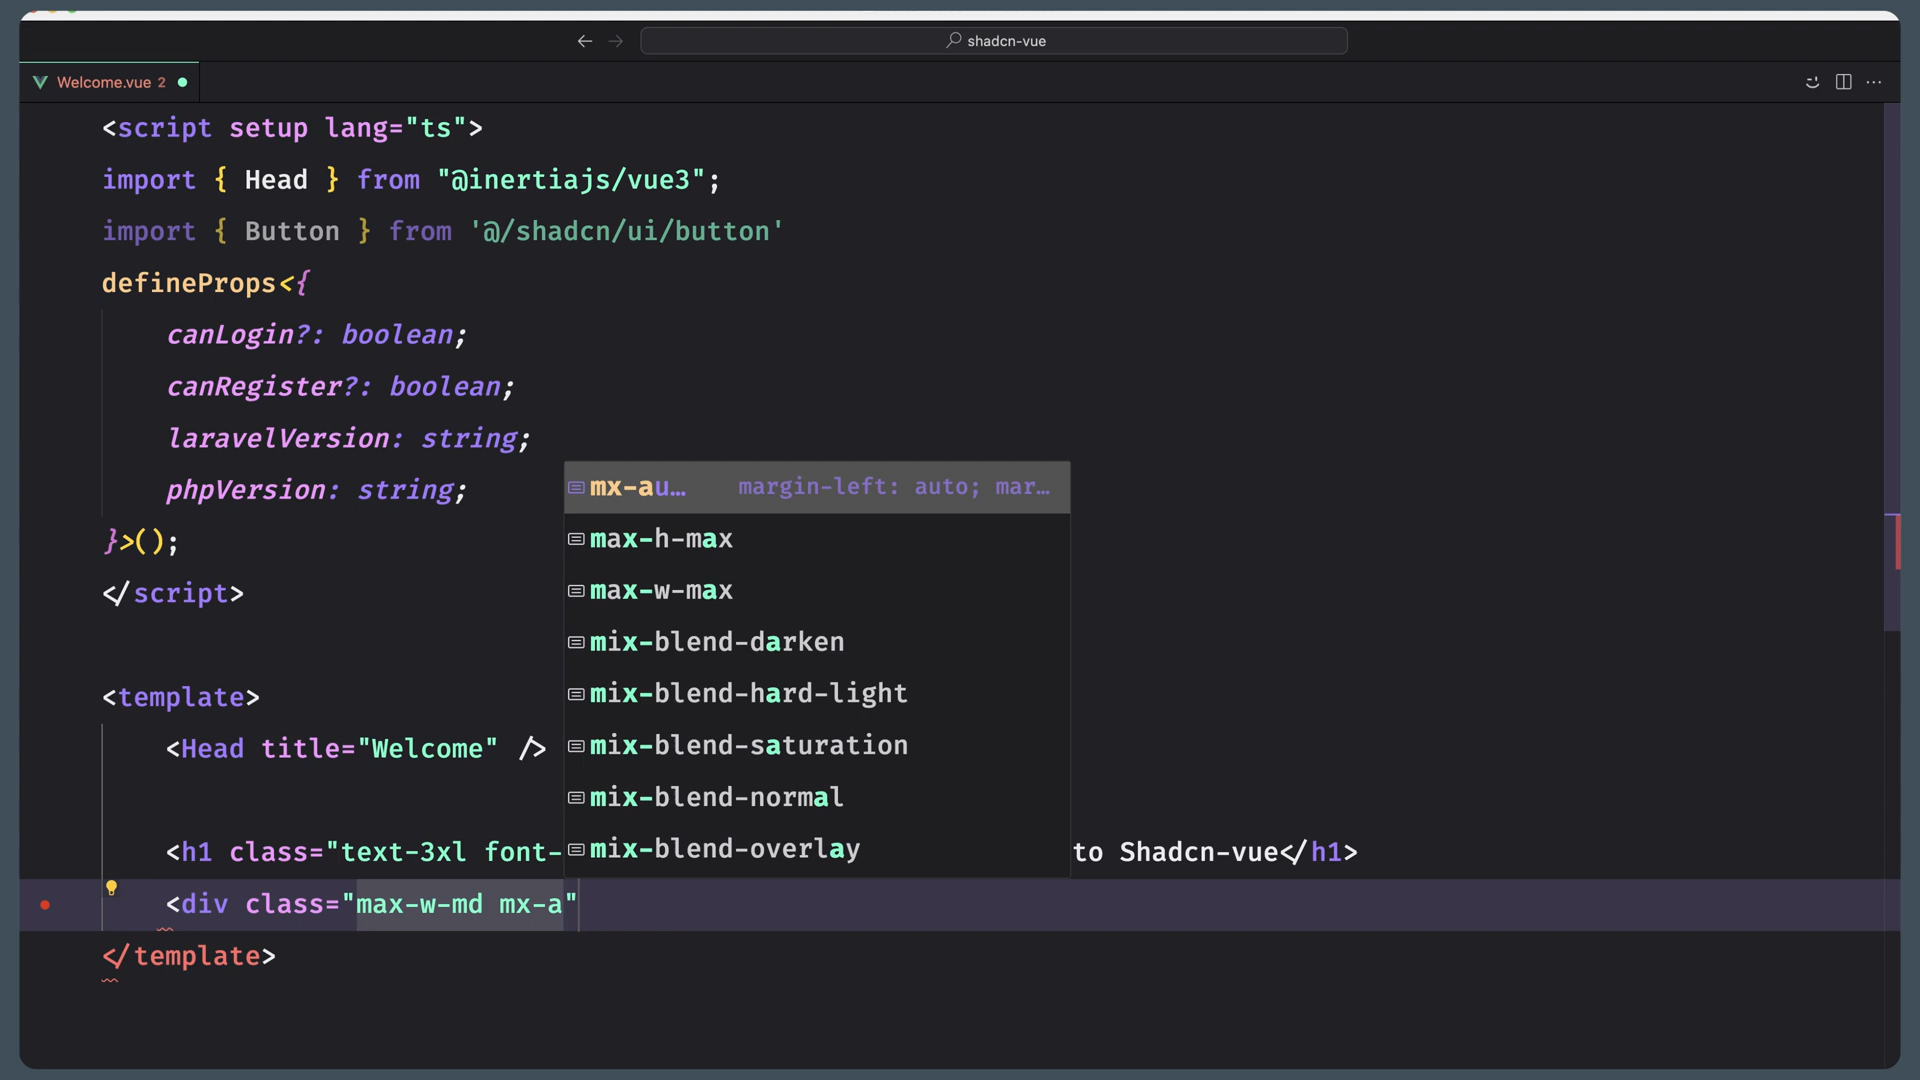 shadcn-vue
Welcome.vue 2
<script setup lang="ts">
import { Head } from "@inertiajs/vue3";
import { Button } from '@/shadcn/ui/button'
defineProps<{
canLogin?: boolean;
canRegister?: boolean;
laravelVersion: string;
phpVersion: string;
}>();
</script>
<template>
<Head title="Welcome" />
<h1 class="text-3xl font- to Shadcn-vue</h1>
<div class="max-w-md mx-a"
</template>
mx-au… margin-left: auto; mar…
max-h-max
max-w-max
mix-blend-darken
mix-blend-hard-light
mix-blend-saturation
mix-blend-normal
mix-blend-overlay